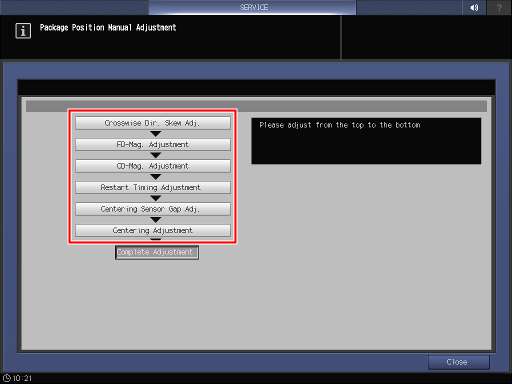 SERVICE
?
i
Package Position Manual Adjustment
Crosswise Dir. Skew Adj.
Please adjust from the top to the bottom
FD-Mag. Adjustment
CD-Mag. Adjustment
Restart Timing Adjustment
Centering Sensor Gap Adj.
Centering Adjustment
Complete Adjustment
Close
10:21